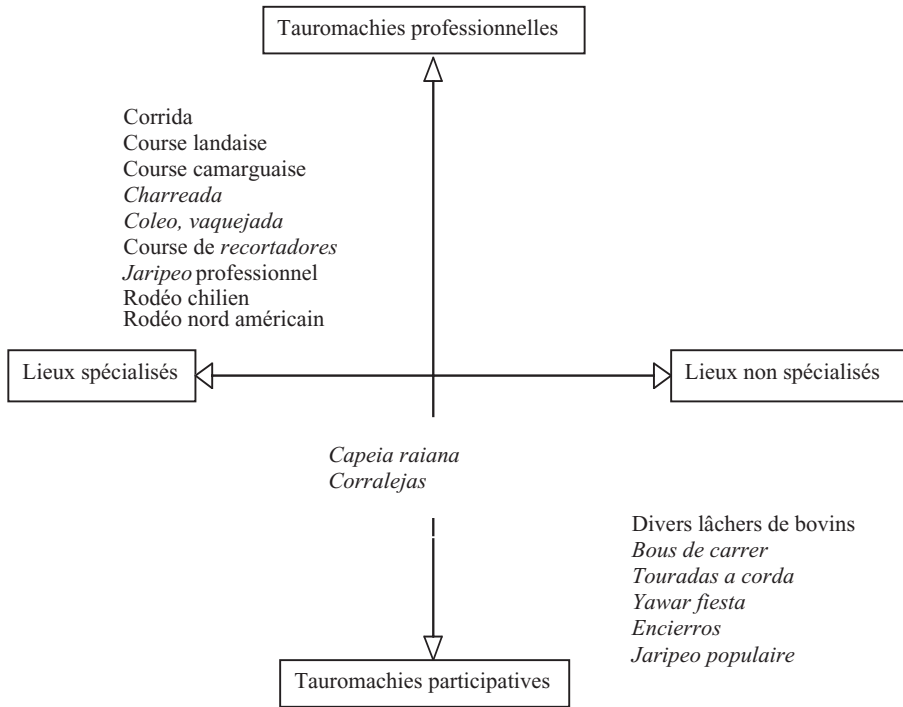 Tauromachies professionnelles
Corrida
Course landaise
Course camarguaise
Charreada
Coleo, vaquejada
Course de recortadores
Jaripeo professionnel
Rodéo chilien
Rodéo nord américain
Lieux spécialisés
Lieux non spécialisés
Capeia raiana
Corralejas
Divers lâchers de bovins
Bous de carrer
Touradas a corda
Yawar fiesta
Encierros
Jaripeo populaire
Tauromachies participatives